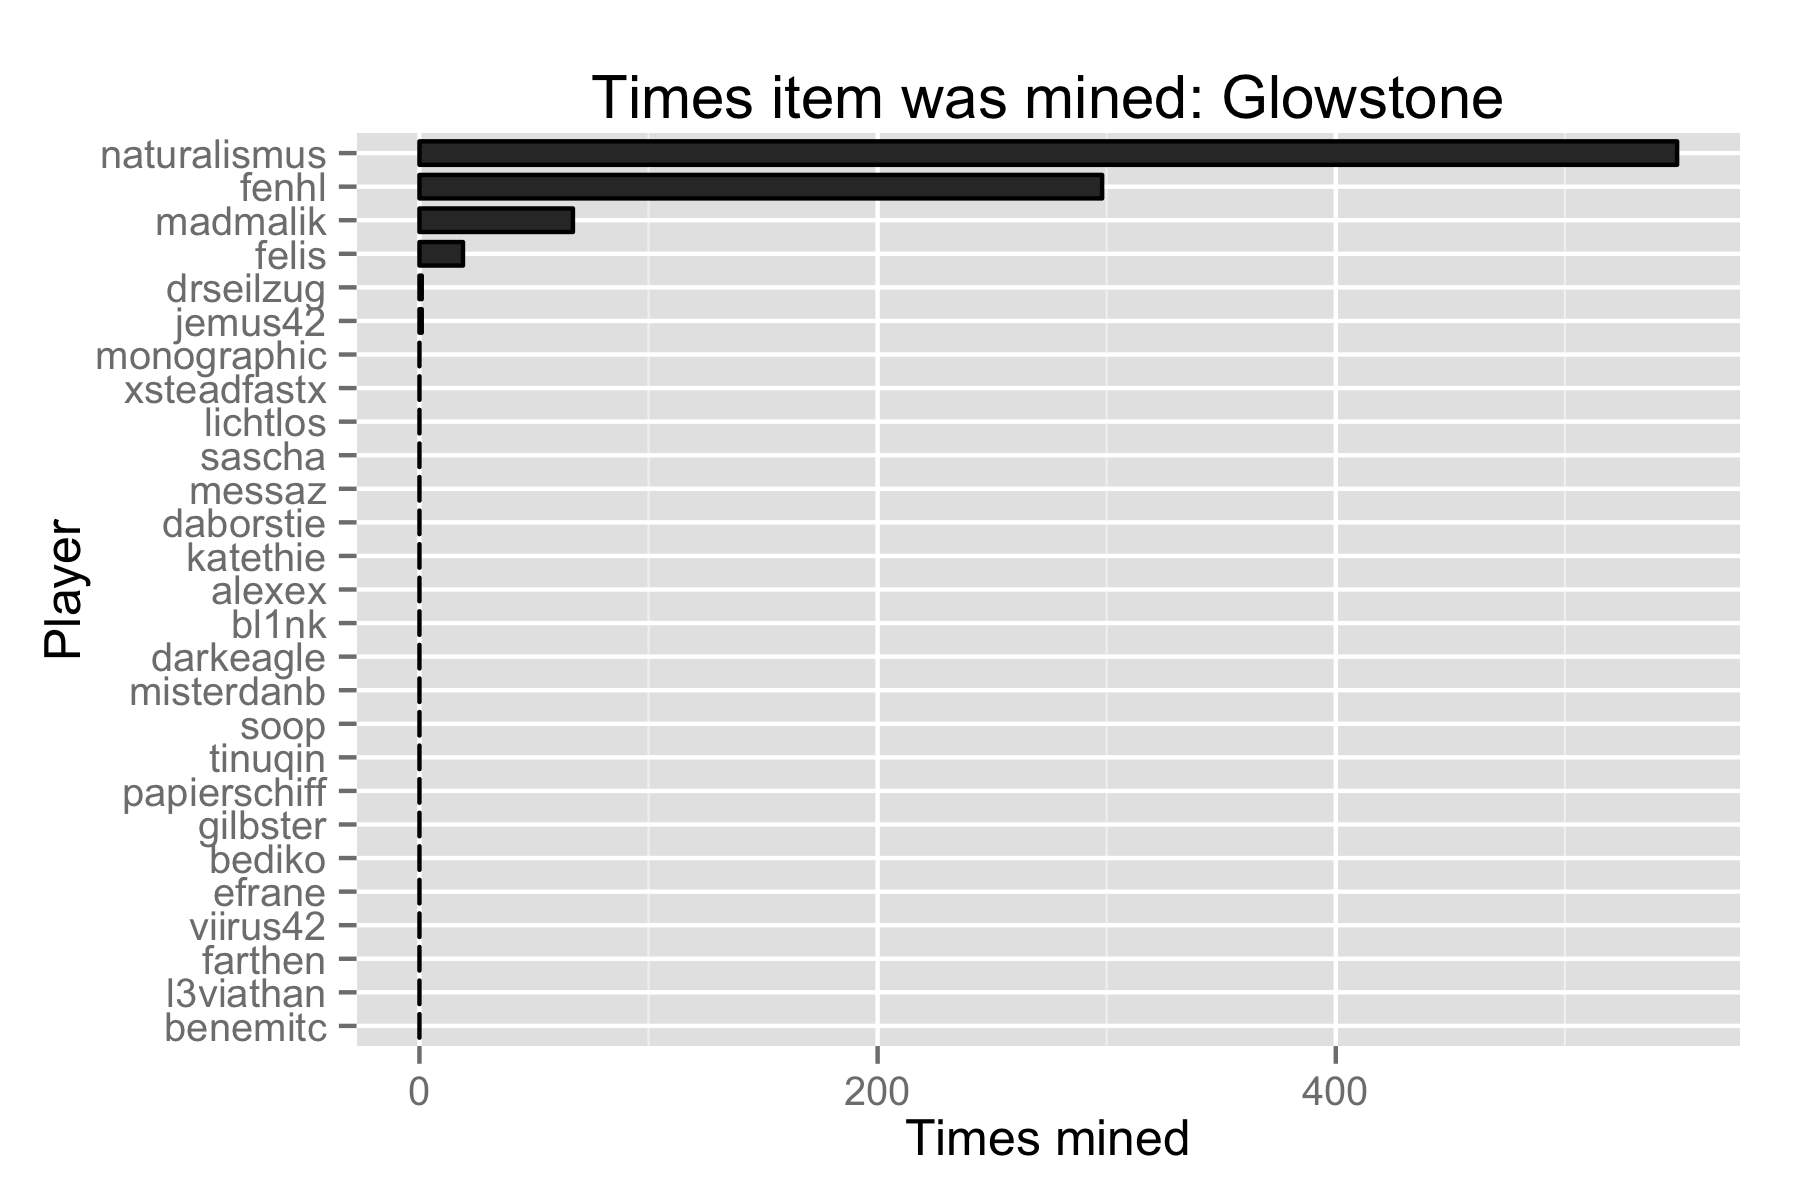 Times item was mined: Glowstone
naturalismus
fenhl
madmalik
felis
drseilzug
jemus42
monographic
xsteadfastx
lichtlos
sascha
messaz
daborstie
katethie
alexex
bl1nk
darkeagle
misterdanb
soop
tinuqin
papierschiff
gilbster
bediko
efrane
viirus42
farthen
l3viathan
benemitc
Player
0 200 400
Times mined